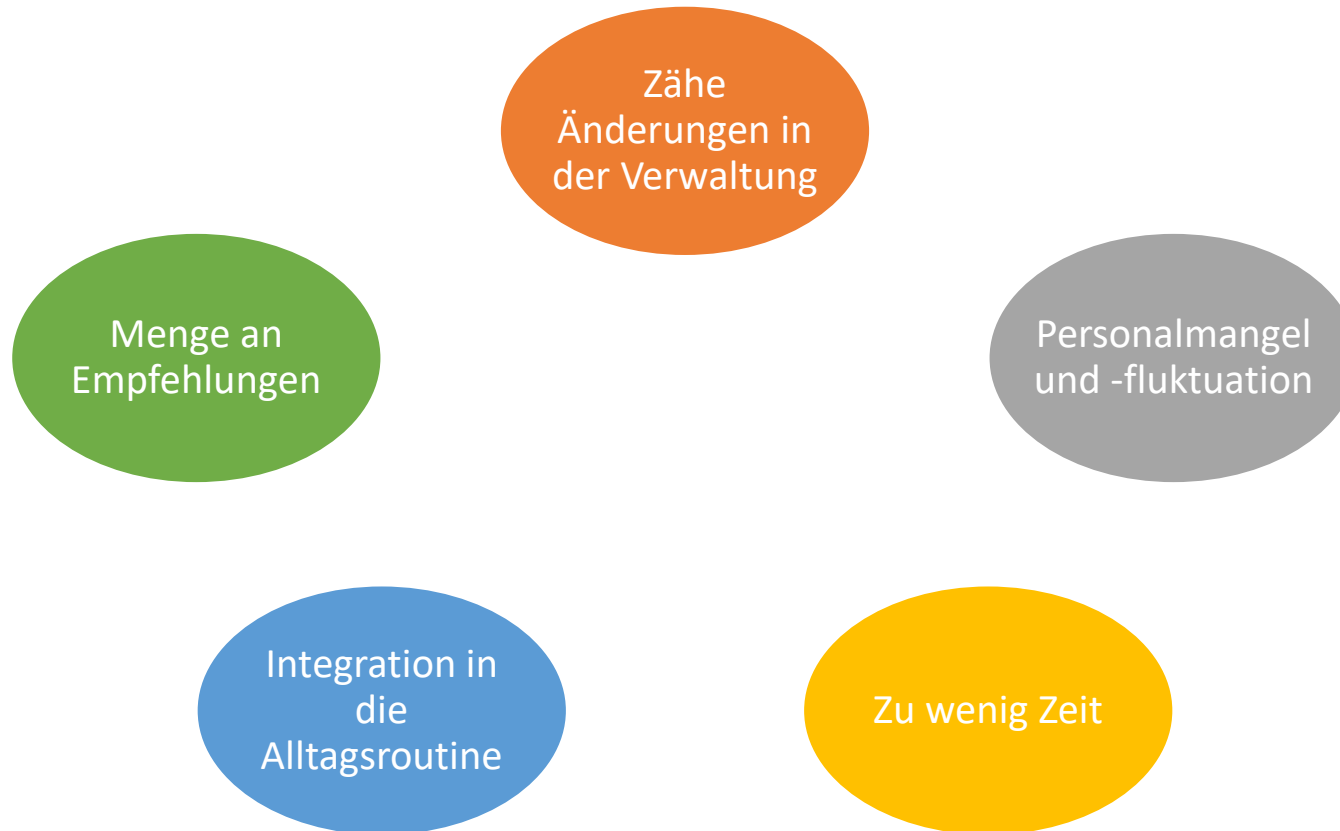 Zähe
Änderungen in
der Verwaltung
Menge an
Empfehlungen
Personalmangel
und -fluktuation
Integration in
die
Alltagsroutine
Zu wenig Zeit